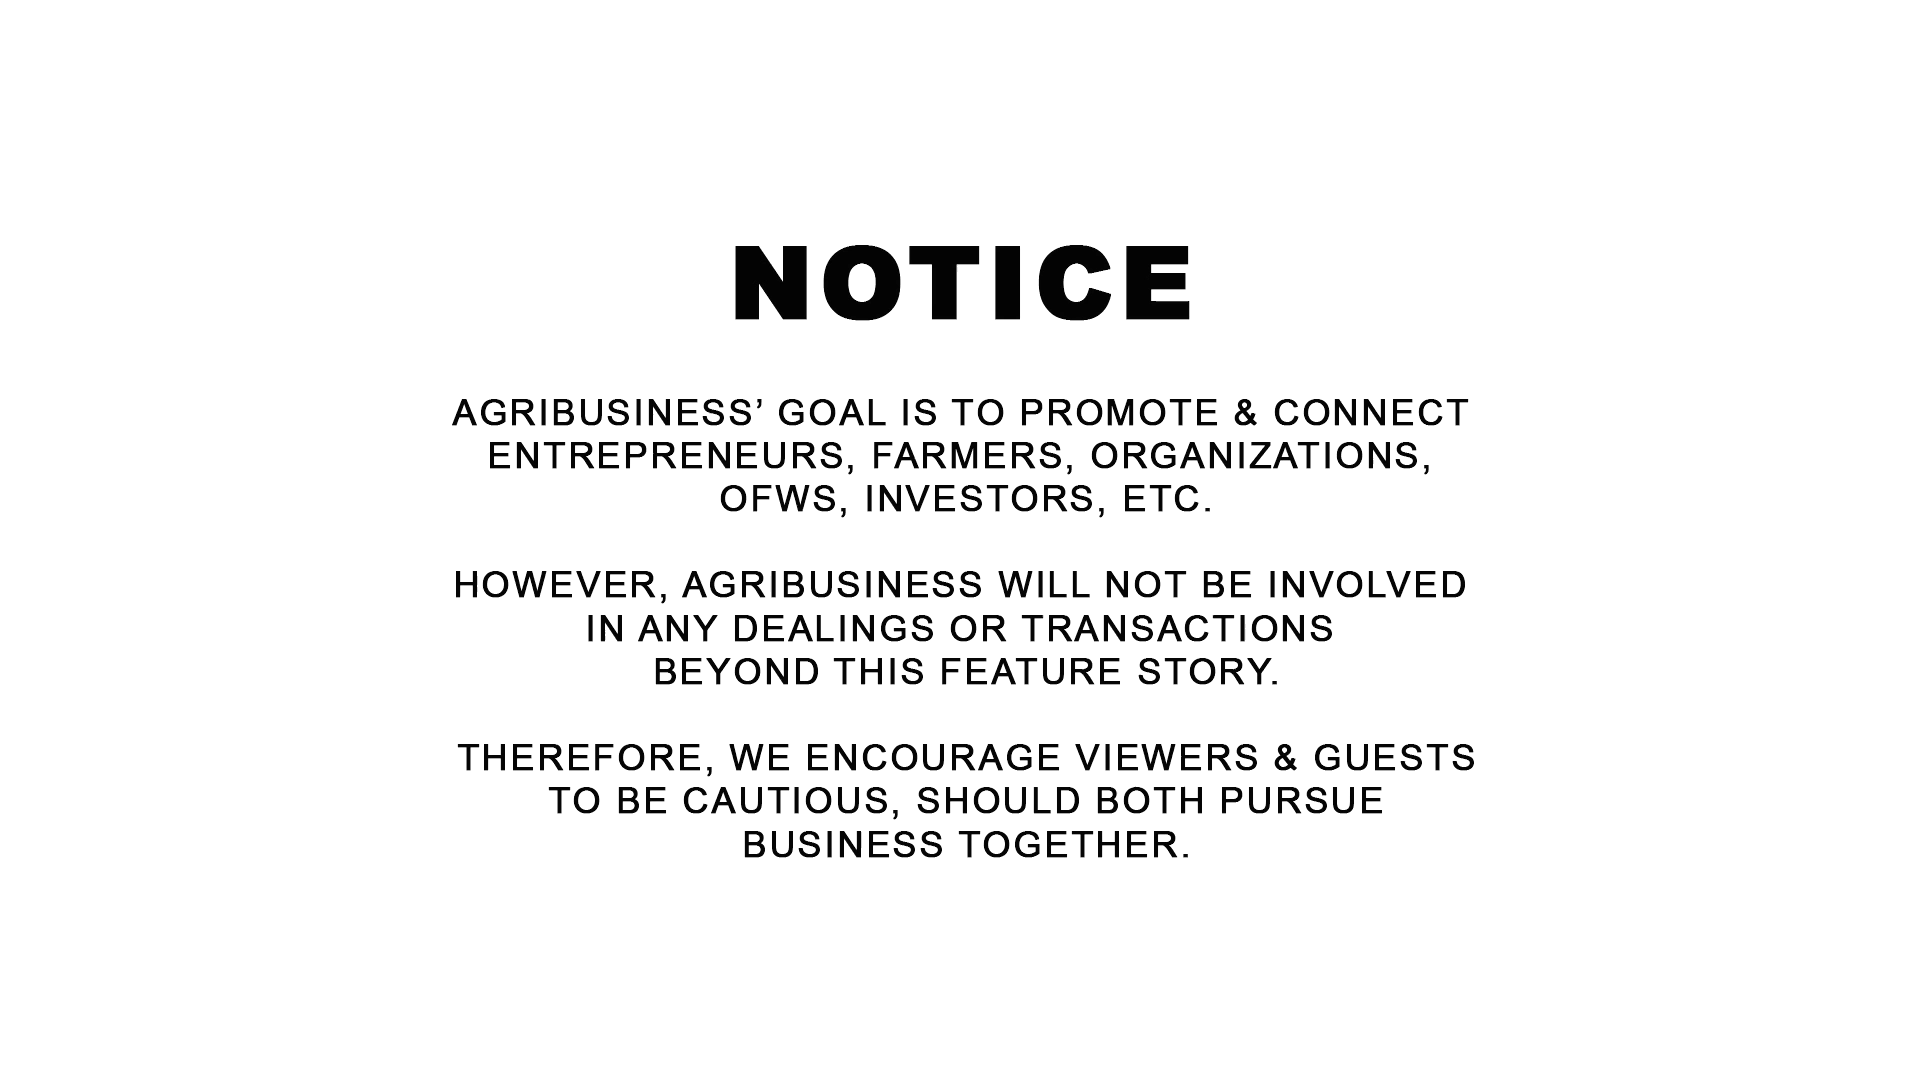 NOTICE
AGRIBUSINESS’ GOAL IS TO PROMOTE & CONNECT
ENTREPRENEURS, FARMERS, ORGANIZATIONS,
OFWS, INVESTORS, ETC.
HOWEVER, AGRIBUSINESS WILL NOT BE INVOLVED
IN ANY DEALINGS OR TRANSACTIONS
BEYOND THIS FEATURE STORY.
THEREFORE, WE ENCOURAGE VIEWERS & GUESTS
TO BE CAUTIOUS, SHOULD BOTH PURSUE
BUSINESS TOGETHER.